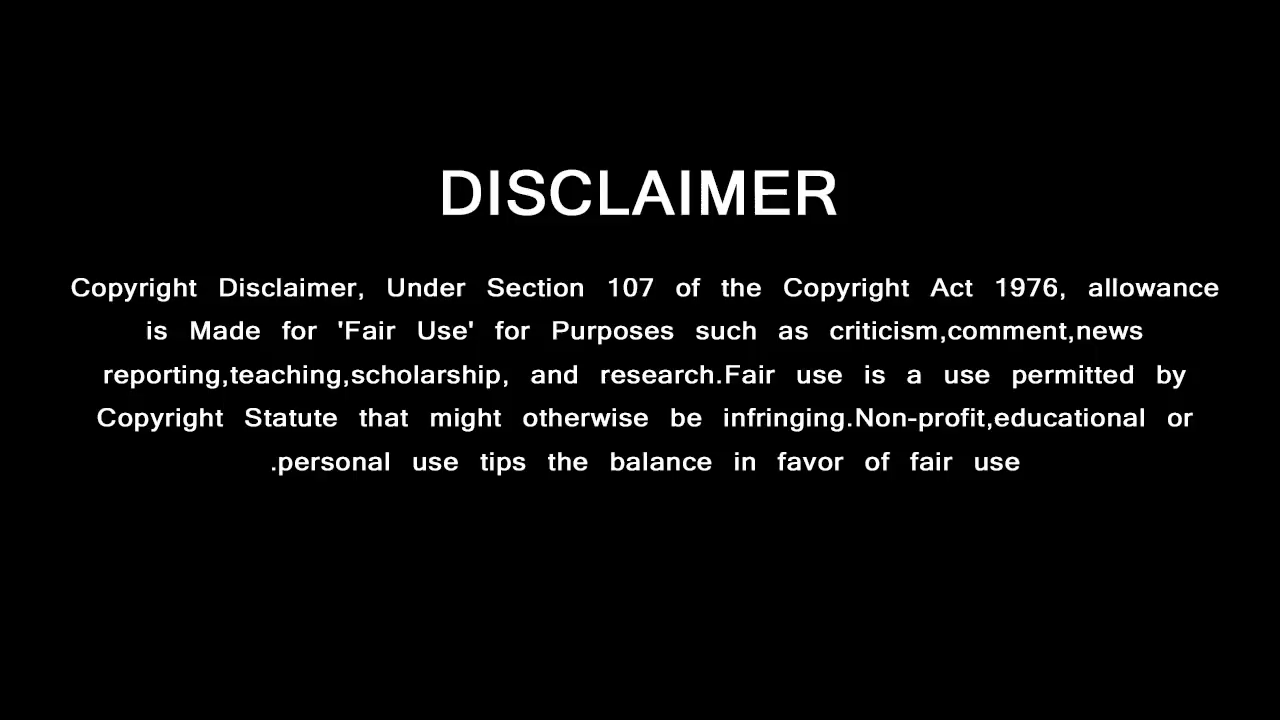 DISCLAIMER
Copyright Disclaimer, Under Section 107 of the Copyright Act 1976, allowance
is Made for 'Fair Use' for Purposes such as criticism,comment,news
reporting,teaching,scholarship, and research.Fair use is a use permitted by
Copyright Statute that might otherwise be infringing.Non-profit,educational or
.personal use tips the balance in favor of fair use